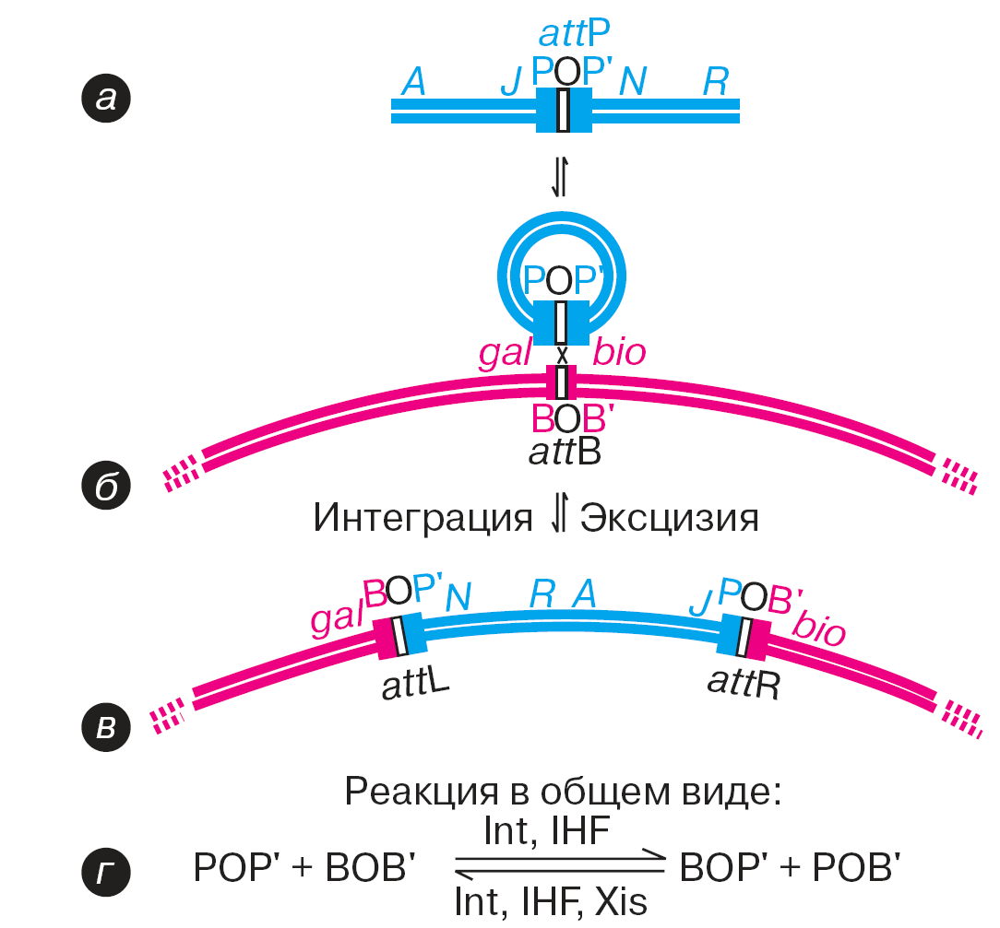 attP
а
A J POP' N R
POP'
gal bio
BOB'
attB
б
Интеграция Эксцизия
gal BOP' N R A J POB' bio
attL attR
в
Реакция в общем виде:
Int, IHF
г POP' + BOB' BOP' + POB'
Int, IHF, Xis